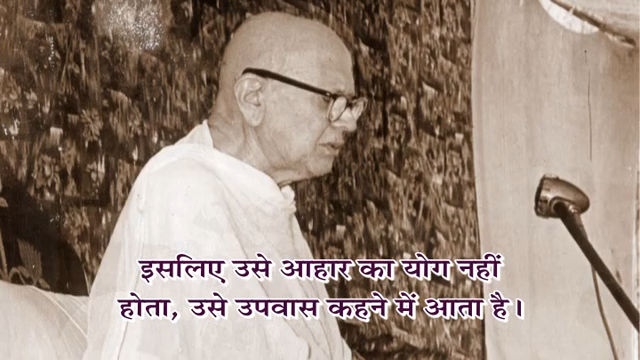 इसलिए उसे आहार का योग नहीं
होता, उसे उपवास कहने में आता है।